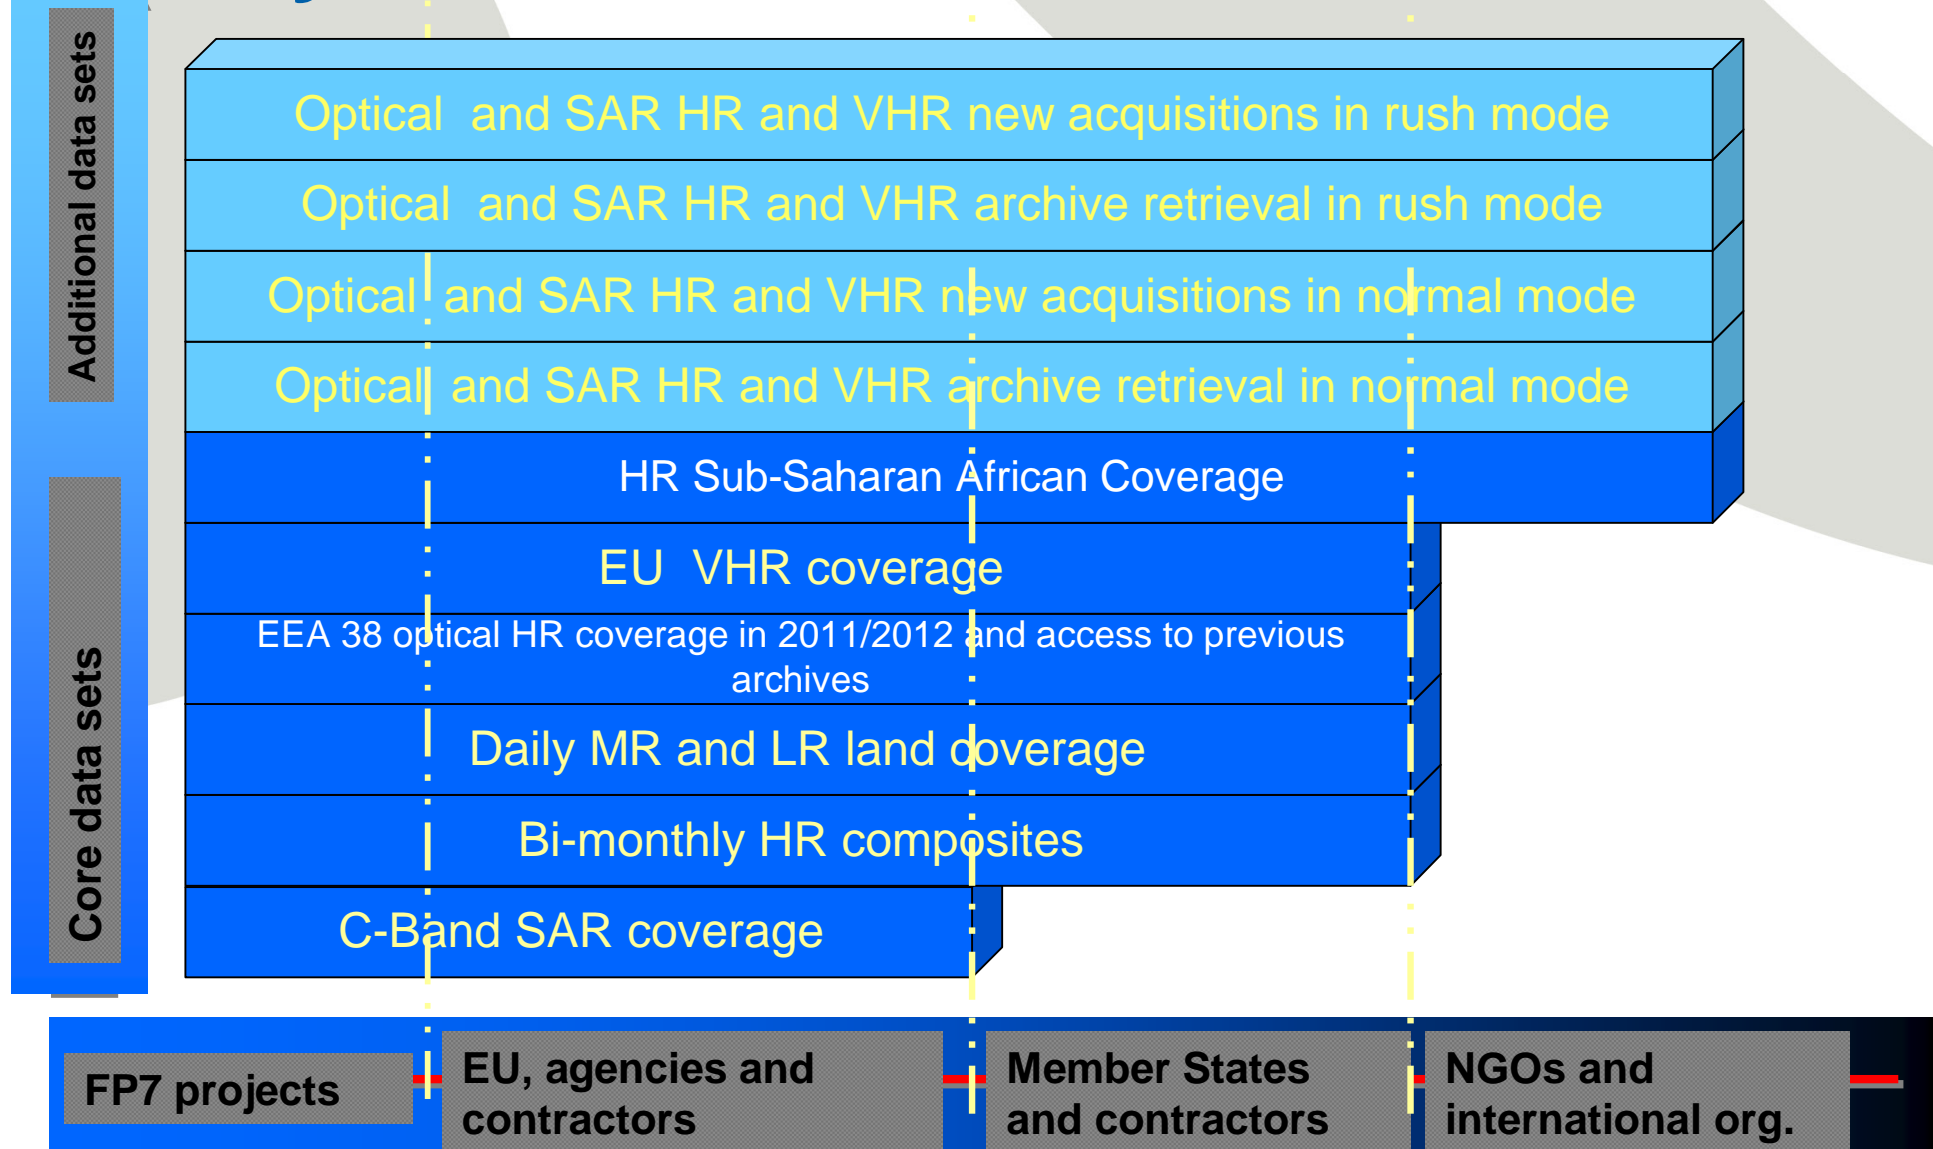 Additional data sets
Optical and SAR HR and VHR new acquisitions in rush mode
Optical and SAR HR and VHR archive retrieval in rush mode
Optical and SAR HR and VHR new acquisitions in normal mode
Optical and SAR HR and VHR archive retrieval in normal mode
Core data sets
HR Sub-Saharan African Coverage
EU VHR coverage
EEA 38 optical HR coverage in 2011/2012 and access to previous
archives
Daily MR and LR land coverage
Bi-monthly HR composites
C-Band SAR coverage
FP7 projects
EU, agencies and
contractors
Member States
and contractors
NGOs and
international org.